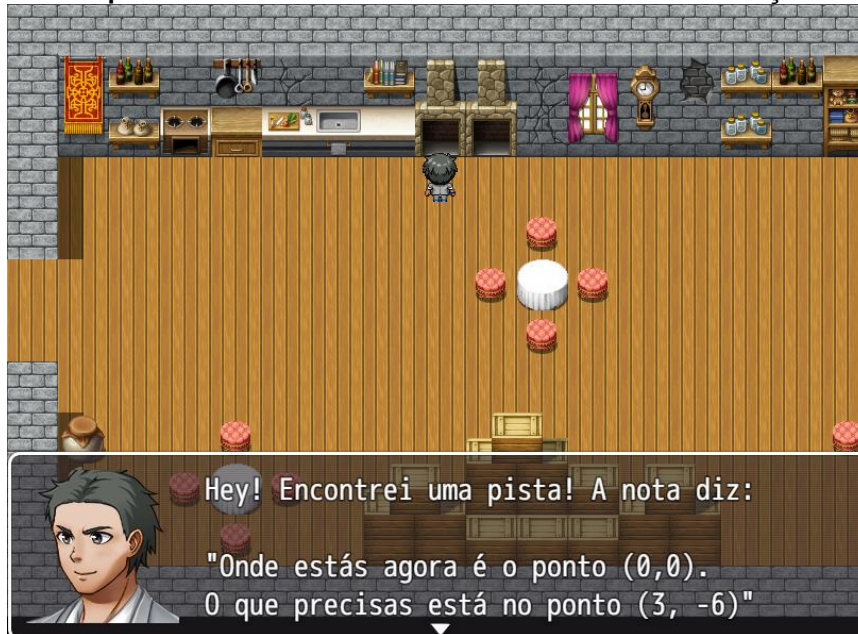 Hey! Encontrei uma pista! A nota diz:
"Onde estás agora é o ponto (0,0).
O que precisas está no ponto (3, -6)"